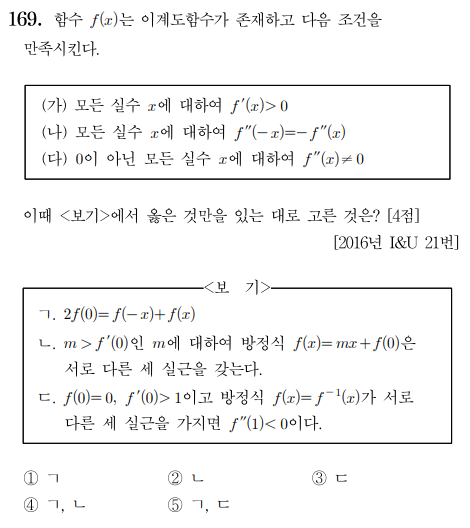 169. 함수 f(x)는 이계도함수가 존재하고 다음 조건을
만족시킨다.
(가) 모든 실수 x에 대하여 f′(x)>0
(나) 모든 실수 x에 대하여 f″(-x)=-f″(x)
(다) 0이 아닌 모든 실수 x에 대하여 f″(x)≠0
이때 <보기>에서 옳은 것만을 있는 대로 고른 것은? [4점]
[2016년 I&U 21번]
<보 기>
ㄱ. 2f(0)=f(-x)+f(x)
ㄴ. m>f′(0)인 m에 대하여 방정식 f(x)=mx+f(0)은
서로 다른 세 실근을 갖는다.
ㄷ. f(0)=0, f′(0)>1이고 방정식 f(x)=f⁻¹(x)가 서로
다른 세 실근을 가지면 f″(1)<0이다.
① ㄱ ② ㄴ ③ ㄷ
④ ㄱ, ㄴ ⑤ ㄱ, ㄷ